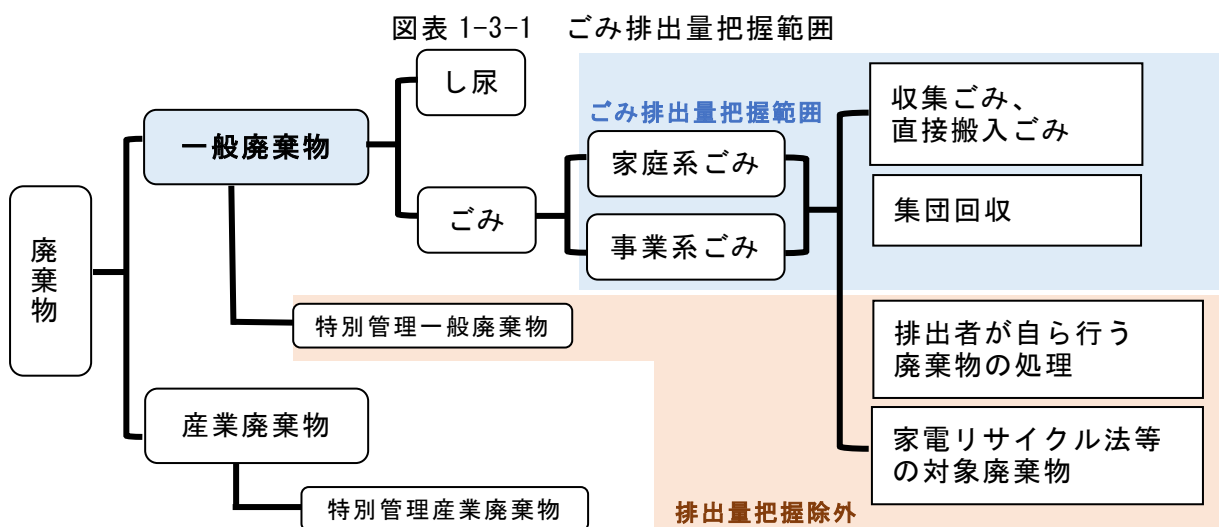 図表 1-3-1　ごみ排出量把握範囲
し尿
ごみ排出量把握範囲
収集ごみ、
直接搬入ごみ
一般廃棄物
家庭系ごみ
ごみ
集団回収
事業系ごみ
廃棄物
特別管理一般廃棄物
排出者が自ら行う
廃棄物の処理
産業廃棄物
家電リサイクル法等
の対象廃棄物
特別管理産業廃棄物
排出量把握除外